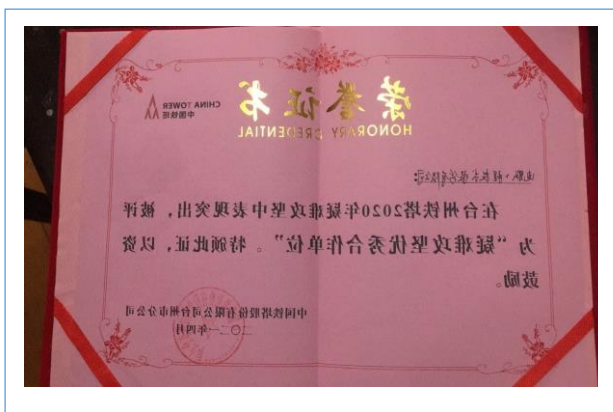 荣誉证书
HONORARY CREDENTIAL
CHINA TOWER
中国铁塔
在台州铁塔2020年疑难攻坚中表现突出，被评
为“疑难攻坚优秀合作单位”。特颁此证，以资
鼓励。
中国铁塔股份有限公司台州市分公司
二〇二一年四月